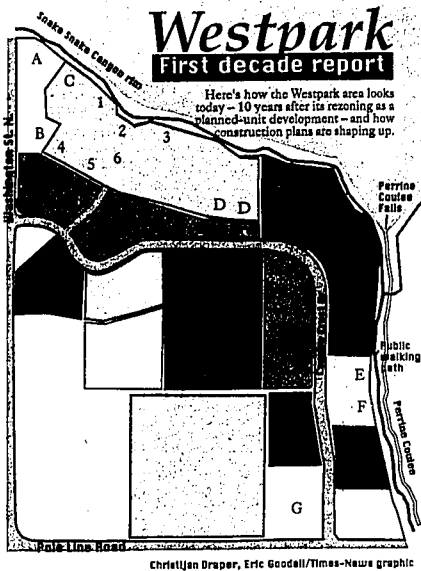 Westpark
First decade report
Here's how the Westpark area looks
today – 10 years after its rezoning as a
planned-unit development – and how
construction plans are shaping up.
Snake Snake Canyon rim
A
C
1
2
3
B
4
5
6
D D
Washington St. N.
Perrine
Coulee
Falls
Public
walking
path
E
F
Perrine Coulee
G
Pole Line Road
Christijan Draper, Eric Goodell/Times-News graphic